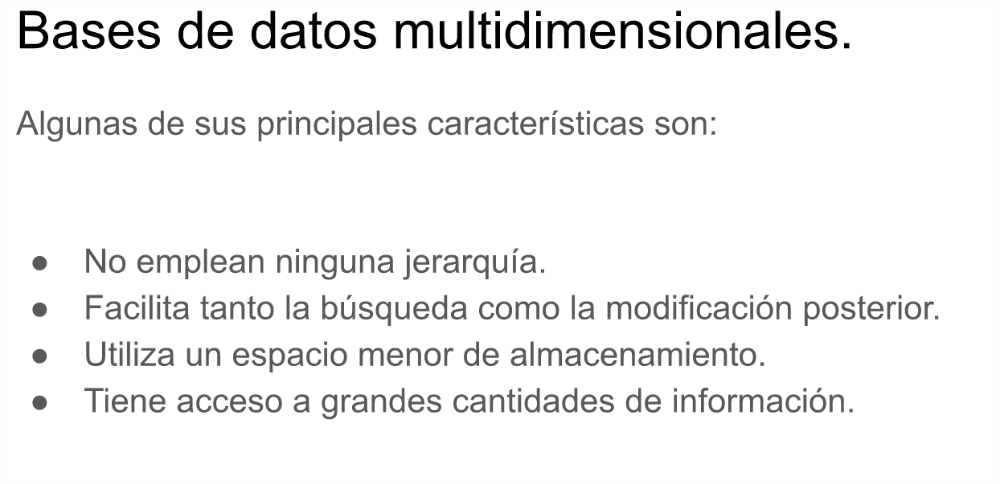 Bases de datos multidimensionales.
Algunas de sus principales características son:
● No emplean ninguna jerarquía.
● Facilita tanto la búsqueda como la modificación posterior.
● Utiliza un espacio menor de almacenamiento.
● Tiene acceso a grandes cantidades de información.